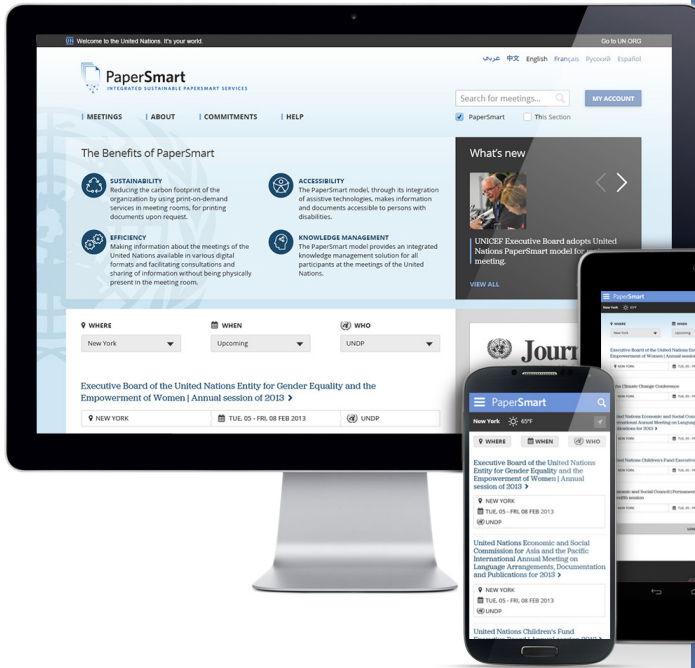 Welcome to the United Nations. It's your world.
Go to UN.ORG
عربي 中文 English Français Русский Español
PaperSmart
INTEGRATED SUSTAINABLE PAPERSMART SERVICES
Search for meetings...
MY ACCOUNT
PaperSmart
This Section
MEETINGS
ABOUT
COMMITMENTS
HELP
The Benefits of PaperSmart
SUSTAINABILITY
Reducing the carbon footprint of the
organization by using print-on-demand
services in meeting rooms, for printing
documents upon request.
ACCESSIBILITY
The PaperSmart model, through its integration
of assistive technologies, makes information
and documents accessible to persons with
disabilities.
EFFICIENCY
Making information about the meetings of the
United Nations available in various digital
formats and facilitating consultations and
sharing of information without being physically
present in the meeting room.
KNOWLEDGE MANAGEMENT
The PaperSmart model provides an integrated
knowledge management solution for all
participants at the meetings of the United
Nations.
What's new
UNICEF Executive Board adopts United
Nations PaperSmart model for
meeting.
VIEW ALL
WHERE
WHEN
WHO
New York
Upcoming
UNDP
Executive Board of the United Nations Entity for Gender Equality and the
Empowerment of Women | Annual session of 2013
NEW YORK
TUE, 05 - FRI, 08 FEB 2013
UNDP
PaperSmart
New York 65°F
WHERE
WHEN
WHO
Executive Board of the United Nations
Entity for Gender Equality and the
Empowerment of Women | Annual
session of 2013
NEW YORK
TUE, 05 - FRI, 08 FEB 2013
UNDP
United Nations Economic and Social
Commission for Asia and the Pacific
International Annual Meeting on
Language Arrangements, Documentation
and Publications for 2013
NEW YORK
TUE, 05 - FRI, 08 FEB 2013
UNDP
United Nations Children's Fund
PaperSmart
New York
WHERE
WHEN
New York
Upcoming
Climate Change Conference